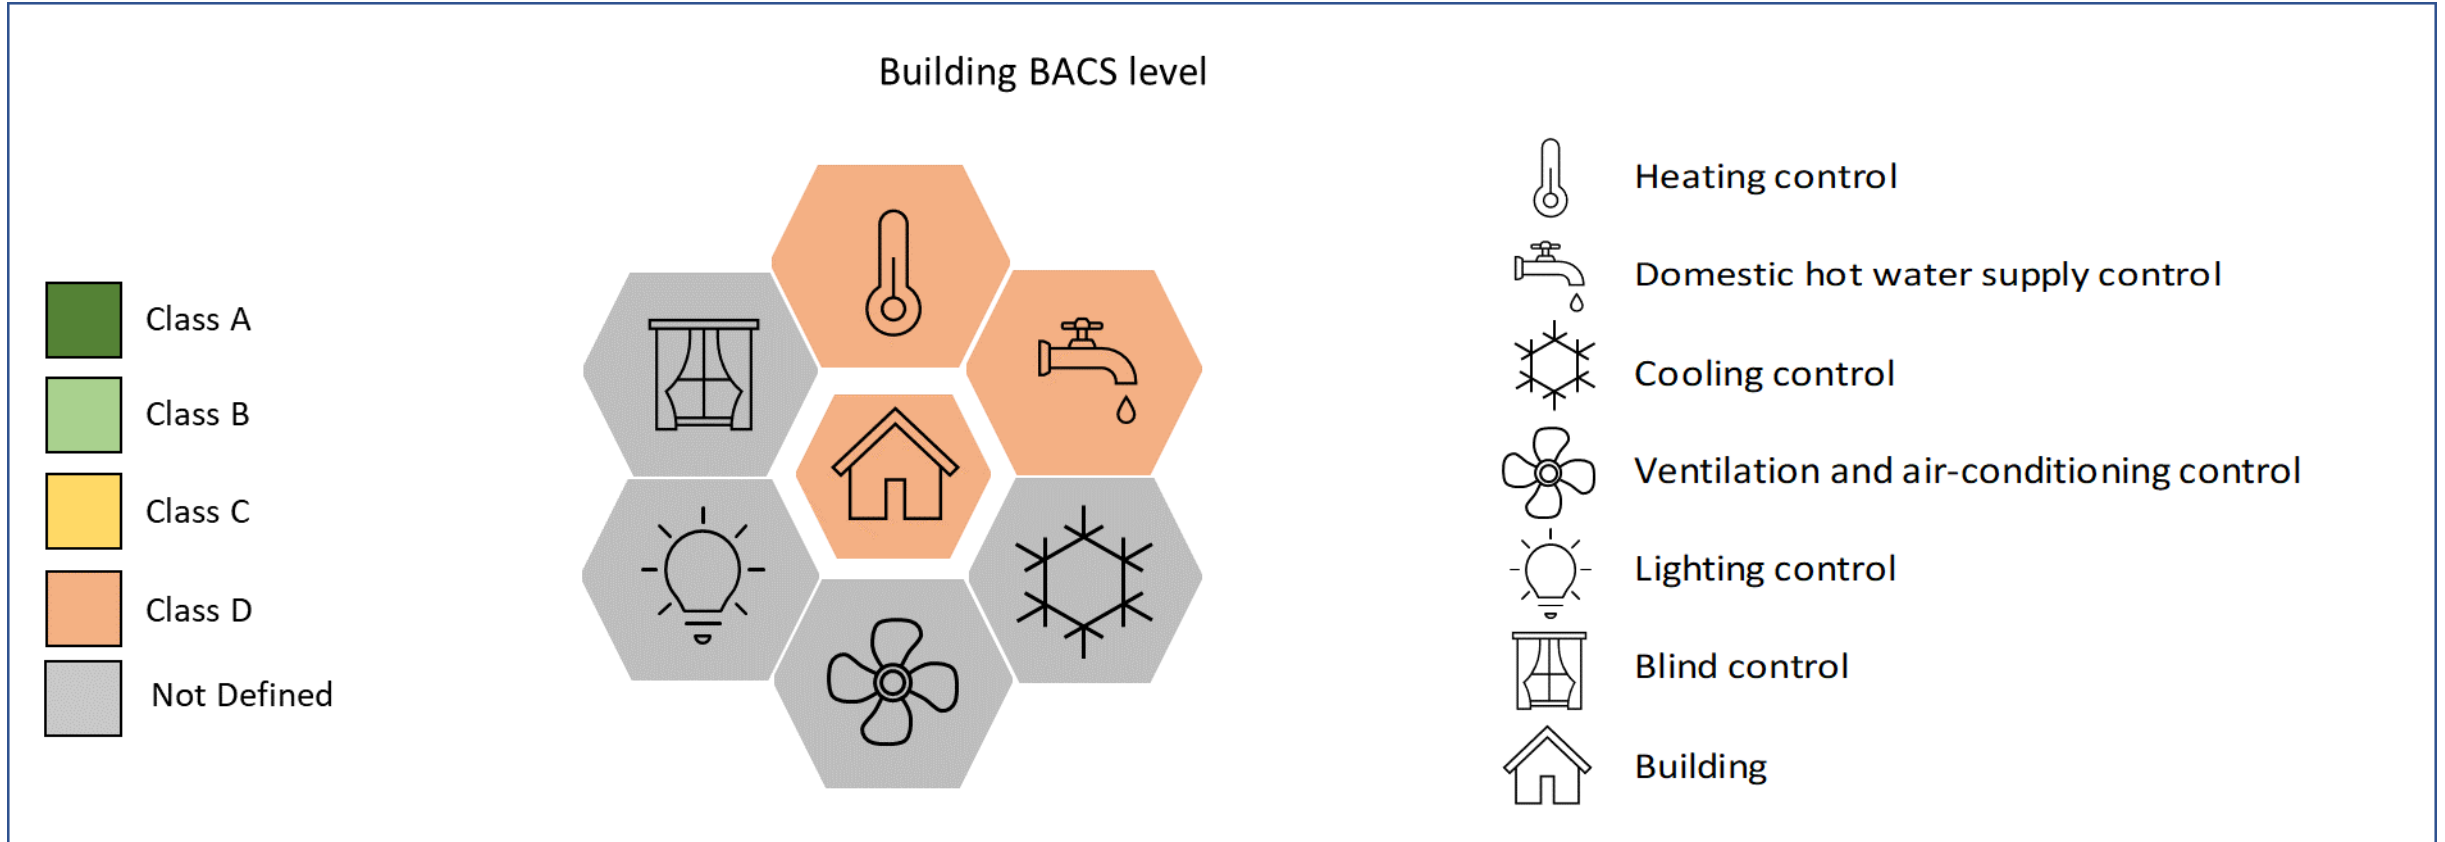 Building BACS level
Class A
Class B
Class C
Class D
Not Defined
Heating control
Domestic hot water supply control
Cooling control
Ventilation and air-conditioning control
Lighting control
Blind control
Building